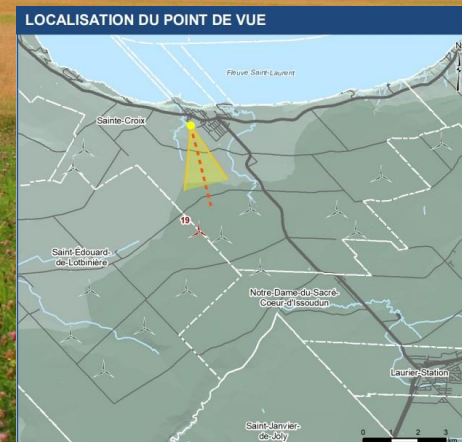 LOCALISATION DU POINT DE VUE
Fleuve Saint-Laurent
N
Sainte-Croix
19
Saint-Édouard-
de-Lotbinière
Notre-Dame-du-Sacré-
Coeur-d'Issoudun
Laurier-Station
Saint-Janvier-
de-Joly
0 1 2 3
km